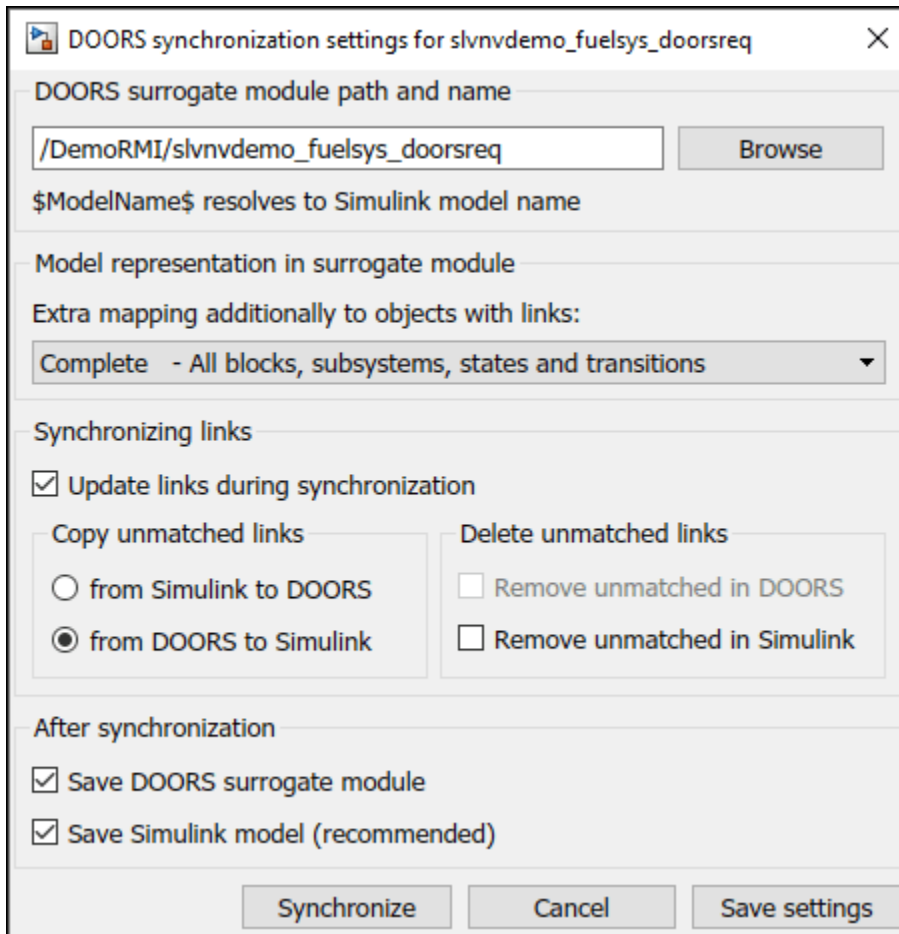 DOORS synchronization settings for slvnvdemo_fuelsys_doorsreq
DOORS surrogate module path and name
/DemoRMI/slvnvdemo_fuelsys_doorsreq
Browse
$ModelName$ resolves to Simulink model name
Model representation in surrogate module
Extra mapping additionally to objects with links:
Complete - All blocks, subsystems, states and transitions
Synchronizing links
Update links during synchronization
Copy unmatched links
from Simulink to DOORS
from DOORS to Simulink
Delete unmatched links
Remove unmatched in DOORS
Remove unmatched in Simulink
After synchronization
Save DOORS surrogate module
Save Simulink model (recommended)
Synchronize
Cancel
Save settings